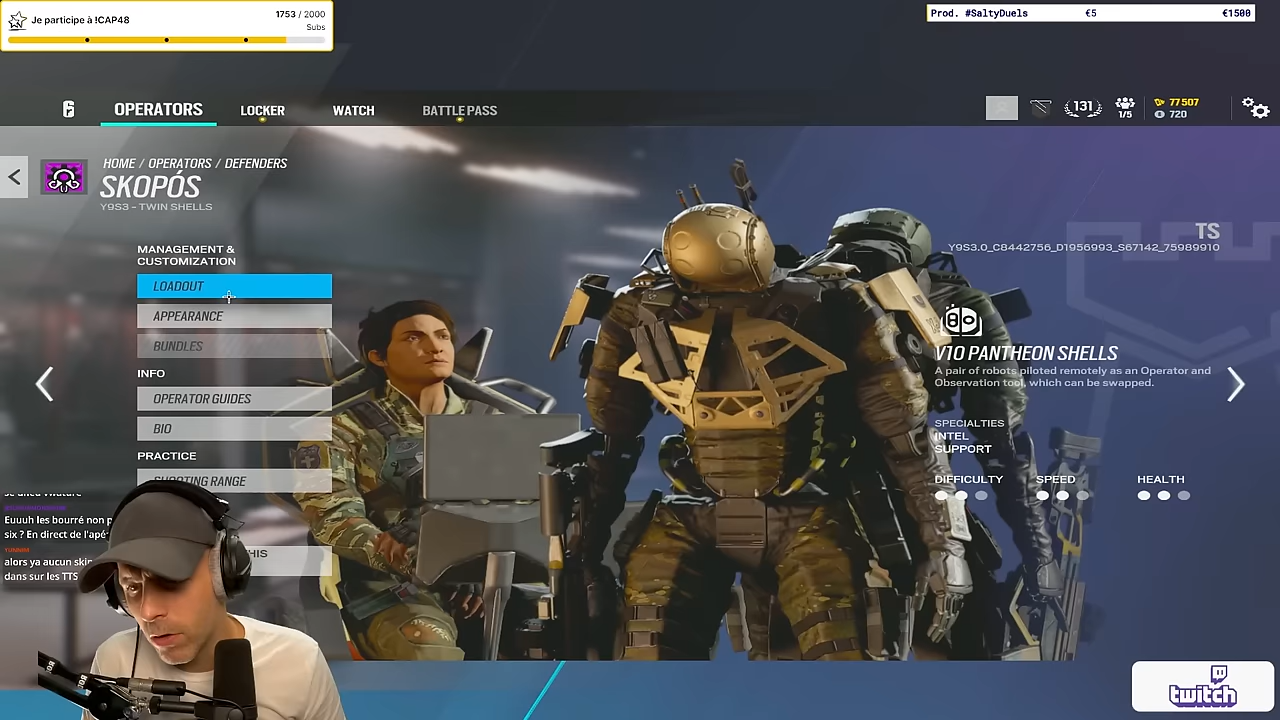 Je participe à !CAP48
1753 / 2000
Subs
Prod. #SaltyDuels €5 €1500
OPERATORS
LOCKER
WATCH
BATTLE PASS
131
1/5
77 507
720
HOME / OPERATORS / DEFENDERS
SKOPÓS
Y9S3 - TWIN SHELLS
MANAGEMENT &
CUSTOMIZATION
LOADOUT
APPEARANCE
BUNDLES
INFO
OPERATOR GUIDES
BIO
PRACTICE
SHOOTING RANGE
HIS
TS
Y9S3.0_C8442756_D1956993_S67142_75989910
V10 PANTHEON SHELLS
A pair of robots piloted remotely as an Operator and
Observation tool, which can be swapped.
SPECIALTIES
INTEL
SUPPORT
DIFFICULTY
SPEED
HEALTH
Euuuh les bourré non p
six ? En direct de l'apé
alors ya aucun skin
dans sur les TTS
twitch